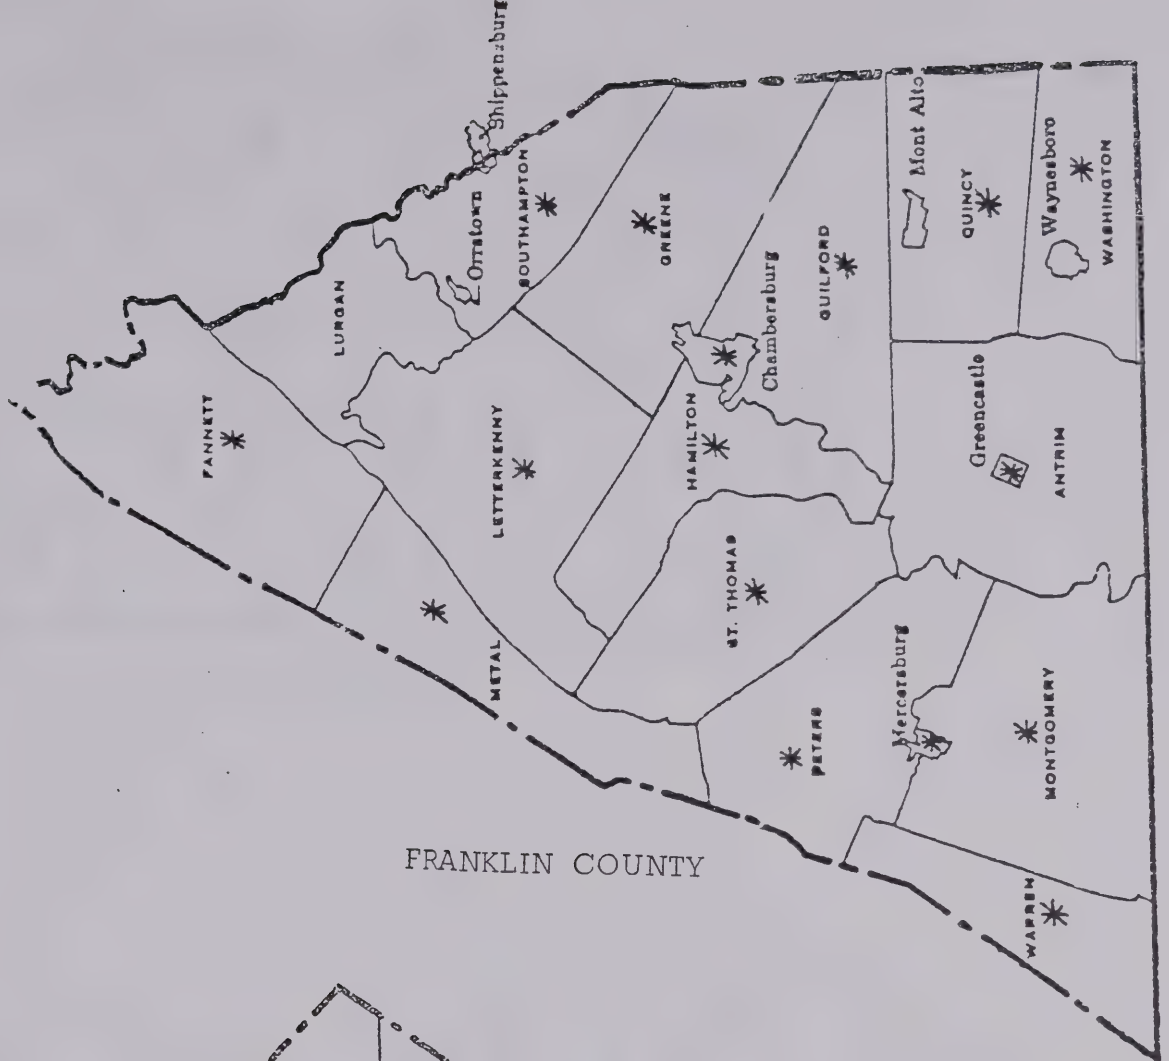 Shippensburg
Orrstown
SOUTHAMPTON
LURGAN
FANNETT
GREENE
Mont Alto
QUINCY
Waynesboro
WASHINGTON
GUILFORD
Chambersburg
HAMILTON
LETTERKENNY
Greencastle
ANTRIM
ST. THOMAS
METAL
Mercersburg
PETERS
MONTGOMERY
WARREN
FRANKLIN COUNTY